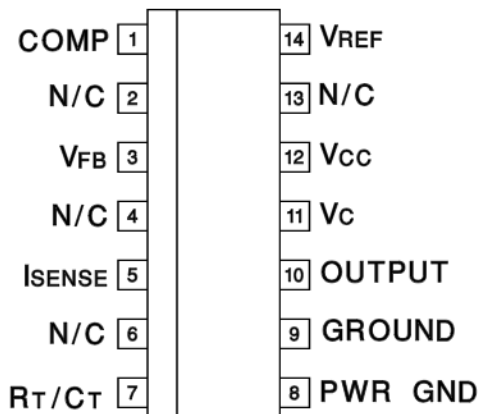 COMP 1
N/C 2
VFB 3
N/C 4
ISENSE 5
N/C 6
RT/CT 7
14 VREF
13 N/C
12 VCC
11 VC
10 OUTPUT
9 GROUND
8 PWR GND